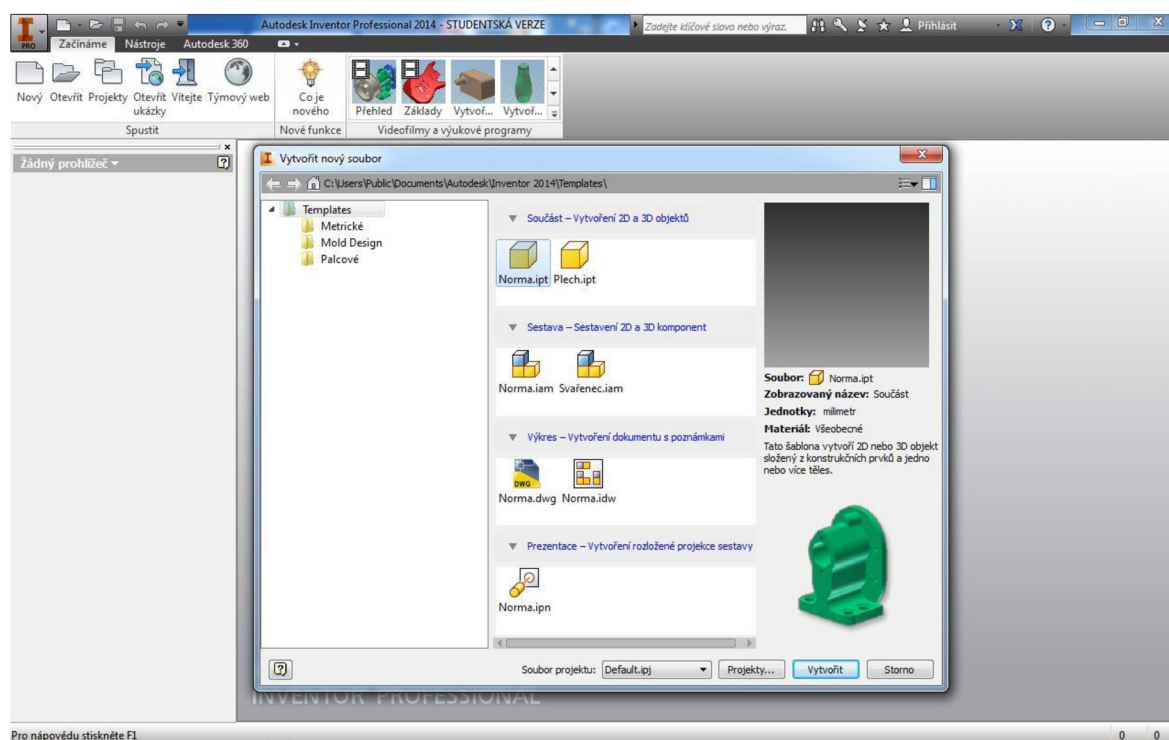 Autodesk Inventor Professional 2014 - STUDENTSKÁ VERZE
Zadejte klíčové slovo nebo výraz.
Přihlásit
PRO
Začínáme Nástroje Autodesk 360
Nový Otevřít Projekty Otevřít ukázky Vítejte Týmový web
Co je nového
Přehled Základy Vytvoř... Vytvoř...
Spustit
Nové funkce
Videofilmy a výukové programy
Žádný prohlížeč
Vytvořit nový soubor
C:\Users\Public\Documents\Autodesk\Inventor 2014\Templates\
Templates
Metrické
Mold Design
Palcové
Součást – Vytvoření 2D a 3D objektů
Norma.ipt Plech.ipt
Sestava – Sestavení 2D a 3D komponent
Norma.iam Svařenec.iam
Výkres – Vytvoření dokumentu s poznámkami
DWG
Norma.dwg Norma.idw
Prezentace – Vytvoření rozložené projekce sestavy
Norma.ipn
Soubor: Norma.ipt
Zobrazovaný název: Součást
Jednotky: milimetr
Materiál: Všeobecné
Tato šablona vytvoří 2D nebo 3D objekt
složený z konstrukčních prvků a jedno
nebo více těles.
Soubor projektu: Default.ipj Projekty... Vytvořit Storno
INVENTOR PROFESSIONAL
Pro nápovědu stiskněte F1
0 0